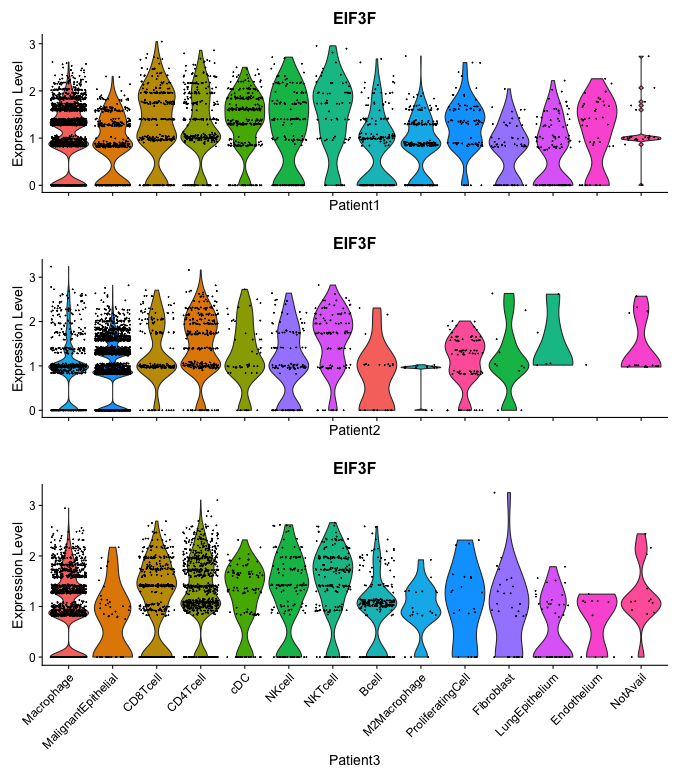 EIF3F
Expression Level
3
2
1
0
Patient1
EIF3F
Expression Level
3
2
1
0
Patient2
EIF3F
Expression Level
3
2
1
0
Macrophage
MalignantEpithelial
CD8Tcell
CD4Tcell
cDC
NKcell
NKTcell
Bcell
M2Macrophage
ProliferatingCell
Fibroblast
LungEpithelium
Endothelium
NotAvail
Patient3